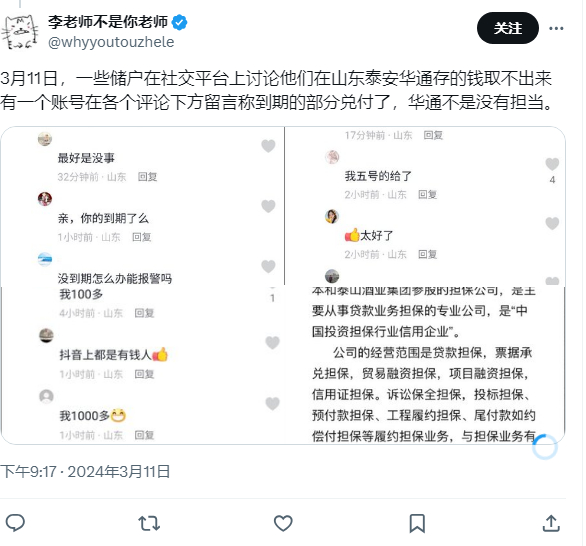 李老师不是你老师
@whyyoutouzhele
关注
3月11日，一些储户在社交平台上讨论他们在山东泰安华通存的钱取不出来
有一个账号在各个评论下方留言称到期的部分兑付了，华通不是没有担当。
最好是没事
32分钟前·山东 回复
亲，你的到期了么
1小时前·山东 回复
没到期怎么办能报警吗
17分钟前·山东 回复
我五号的给了
4
2小时前·山东 回复
👍太好了
2小时前·山东 回复
我100多
1
4小时前·山东 回复
抖音上都是有钱人👍
1小时前·山东 回复
我1000多😁
1小时前·山东 回复
本和泰山酒业集团参股的担保公司，是主
要从事贷款业务担保的专业公司，是“中
国投资担保行业信用企业”。
公司的经营范围是贷款担保，票据承
兑担保，贸易融资担保，项目融资担保，
信用证担保。诉讼保全担保，投标担保、
预付款担保、工程履约担保、尾付款如约
偿付担保等履约担保业务，与担保业务有
下午9:17 · 2024年3月11日